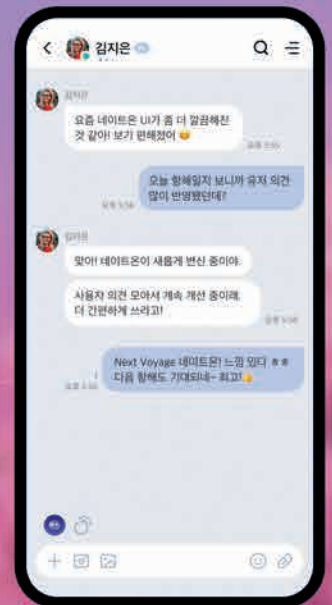 김지은
김지은
요즘 네이트온 UI가 좀 더 깔끔해진
것 같아! 보기 편해졌어
오늘 항해일지 보니까 유저 의견
많이 반영됐던데?
김지은
맞아! 네이트온이 새롭게 변신 중이야.
사용자 의견 모아서 계속 개선 중이래.
더 간편하게 쓰라고!
Next Voyage 네이트온! 느낌 있다 ㅎㅎ
다음 항해도 기대되네~ 최고!